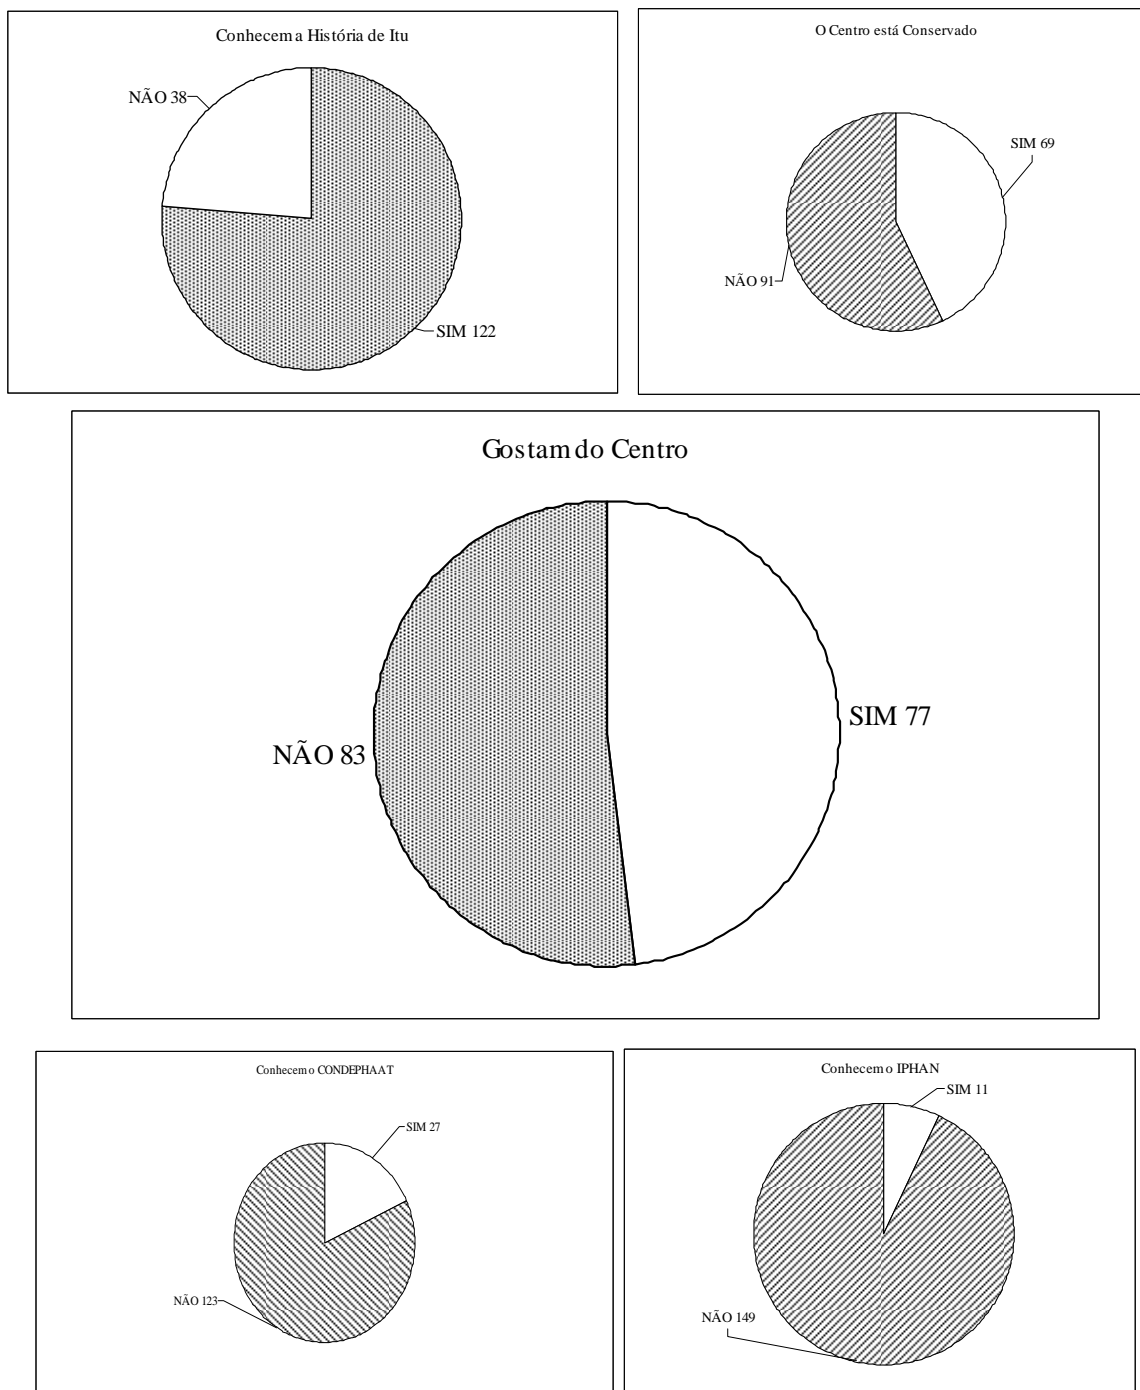 Conhecem a História de Itu
NÃO 38
SIM 122
O Centro está Conservado
SIM 69
NÃO 91
Gostam do Centro
NÃO 83
SIM 77
Conhecem o CONDEPHAAT
SIM 27
NÃO 123
Conhecem o IPHAN
SIM 11
NÃO 149